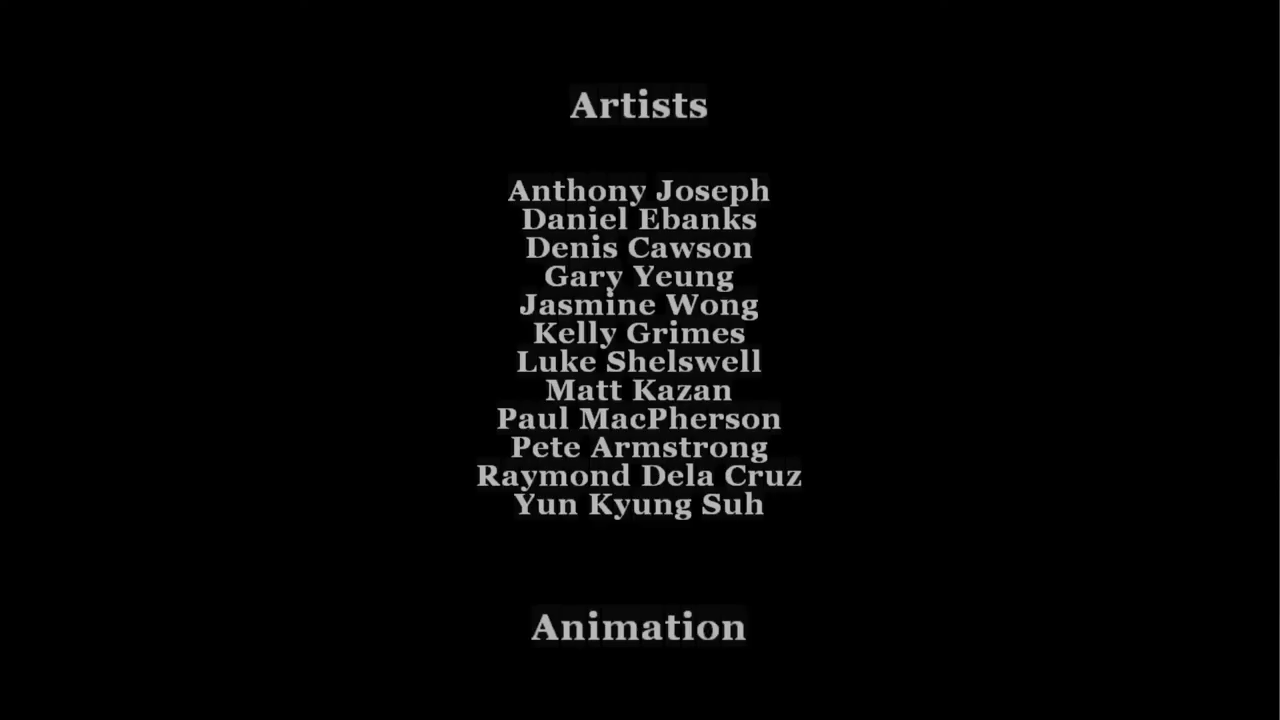 Artists
Anthony Joseph
Daniel Ebanks
Denis Cawson
Gary Yeung
Jasmine Wong
Kelly Grimes
Luke Shelswell
Matt Kazan
Paul MacPherson
Pete Armstrong
Raymond Dela Cruz
Yun Kyung Suh
Animation